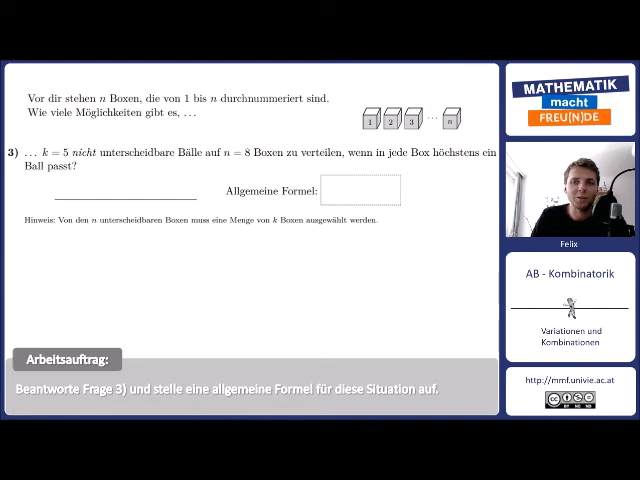 Vor dir stehen n Boxen, die von 1 bis n durchnummeriert sind.
Wie viele Möglichkeiten gibt es, …
1 2 3 … n
3) … k = 5 nicht unterscheidbare Bälle auf n = 8 Boxen zu verteilen, wenn in jede Box höchstens ein
Ball passt?
Allgemeine Formel:
Hinweis: Von den n unterscheidbaren Boxen muss eine Menge von k Boxen ausgewählt werden.
Arbeitsauftrag:
Beantworte Frage 3) und stelle eine allgemeine Formel für diese Situation auf.
MATHEMATIK
macht
FREU(N)DE
Felix
AB - Kombinatorik
Variationen und
Kombinationen
http://mmf.univie.ac.at
CC
BY NC ND